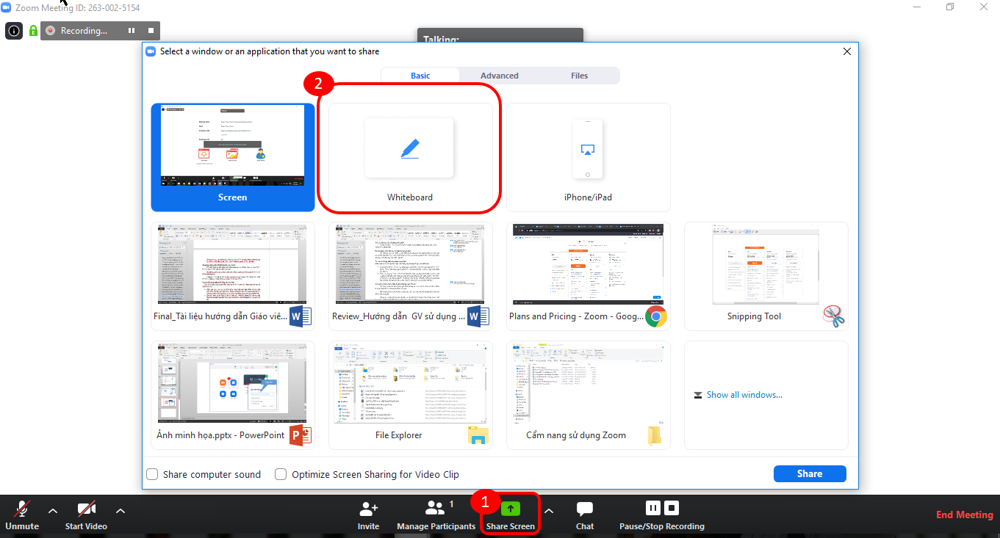 Zoom Meeting ID: 263-002-5154
Recording...
Talking:
Select a window or an application that you want to share
Basic Advanced Files
2
Screen
Whiteboard
iPhone/iPad
Final_Tài liệu hướng dẫn Giáo viê...
Review_Hướng dẫn GV sử dụng ...
Plans and Pricing - Zoom - Goog...
Snipping Tool
Ảnh minh họa.pptx - PowerPoint
File Explorer
Cẩm nang sử dụng Zoom
Show all windows...
Share computer sound
Optimize Screen Sharing for Video Clip
Share
1
Unmute
Start Video
Invite
1
Manage Participants
Share Screen
Chat
Pause/Stop Recording
End Meeting